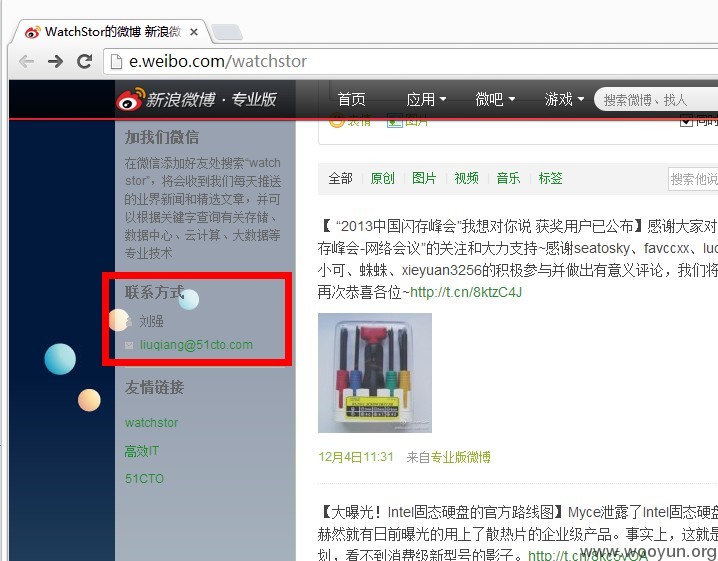 WatchStor的微博 新浪微
e.weibo.com/watchstor
新浪微博 · 专业版
首页
应用
微吧
游戏
搜索微博、找人
表情
图片
同时
加我们微信
在微信添加好友处搜索“watch
stor”，将会收到我们每天推送
的业界新闻和精选文章，并可
以根据关键字查询有关存储、
数据中心、云计算、大数据等
专业技术
联系方式
刘强
liuqiang@51cto.com
友情链接
watchstor
高效IT
51CTO
全部
原创
图片
视频
音乐
标签
搜索他说
【 “2013中国闪存峰会”我想对你说 获奖用户已公布】感谢大家对
存峰会-网络会议”的关注和大力支持~感谢seatosky、favccxx、luc
小可、蛛蛛、xieyuan3256的积极参与并做出有意义评论，我们将
再次恭喜各位~http://t.cn/8ktzC4J
12月4日11:31 来自专业版微博
【大曝光！Intel固态硬盘的官方路线图】Myce泄露了Intel固态硬
赫然就有日前曝光的用上了散热片的企业级产品。事实上，这就是
划，看不到消费级新型号的影子。http://t.cn/8kc5vOA
www.wooyun.org